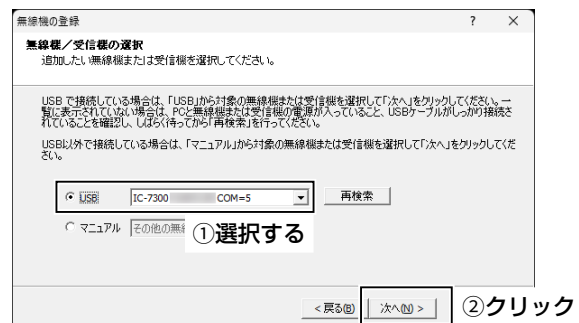 無線機の登録 ? ×
無線機／受信機の選択
追加したい無線機または受信機を選択してください。
USB で接続している場合は、「USB」から対象の無線機または受信機を選択して「次へ」をクリックしてください。一
覧に表示されていない場合は、PCと無線機または受信機の電源が入っていること、USBケーブルがしっかり接続さ
れていることを確認し、しばらく待ってから「再検索」を行ってください。
USB以外で接続している場合は、「マニュアル」から対象の無線機または受信機を選択して「次へ」をクリックしてくだ
さい。
USB IC-7300 COM=5 再検索
マニュアル その他の無
①選択する
< 戻る(B) 次へ(N) > ②クリック